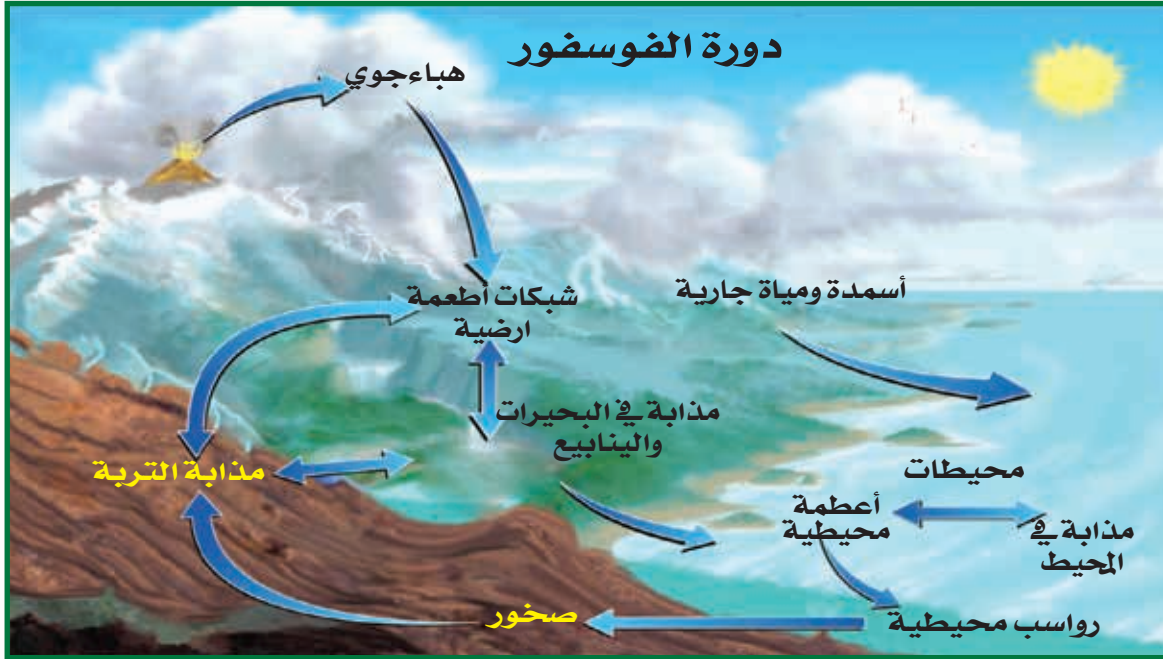 دورة الفوسفور
هباء جوي
شبكات أطعمة
ارضية
أسمدة ومياة جارية
مذابة في البحيرات
والينابيع
مذابة التربة
محيطات
أعطمة
محيطية
مذابة في
المحيط
صخور
رواسب محيطية